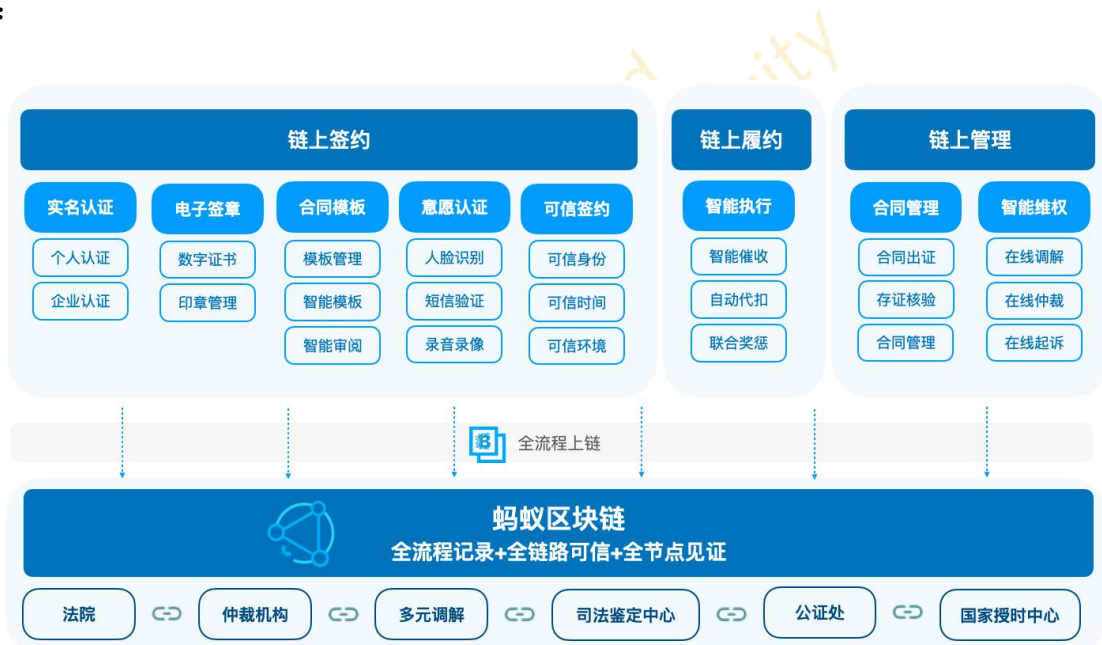 链上签约
链上履约
链上管理
实名认证
电子签章
合同模板
意愿认证
可信签约
智能执行
合同管理
智能维权
个人认证
数字证书
模板管理
人脸识别
可信身份
智能催收
合同出证
在线调解
企业认证
印章管理
智能模板
短信验证
可信时间
自动代扣
存证核验
在线仲裁
智能审阅
录音录像
可信环境
联合奖惩
合同管理
在线起诉
全流程上链
蚂蚁区块链
全流程记录+全链路可信+全节点见证
法院
仲裁机构
多元调解
司法鉴定中心
公证处
国家授时中心